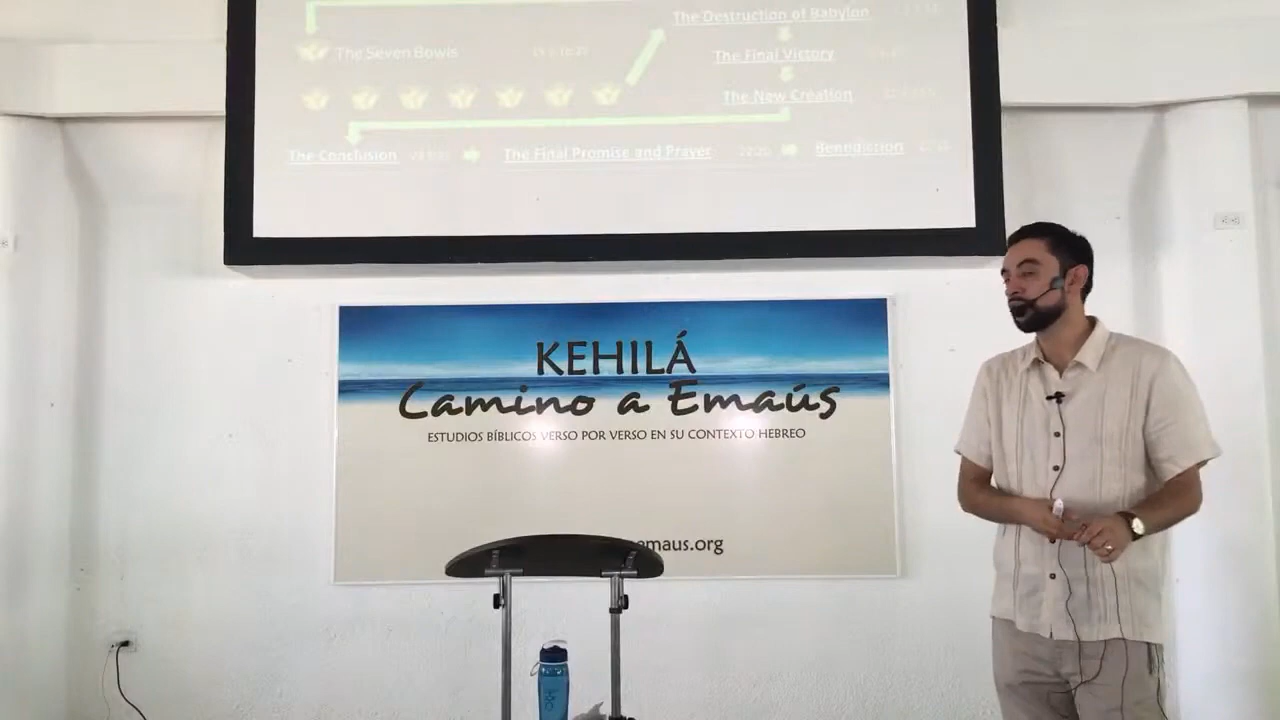 The Destruction of Babylon
The Seven Bowls
The Final Victory
The New Creation
The Conclusion
The Final Promise and Prayer
Benediction
KEHILÁ
Camino a Emaús
ESTUDIOS BÍBLICOS VERSO POR VERSO EN SU CONTEXTO HEBREO
emaus.org